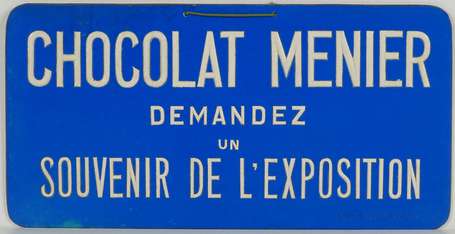 CHOCOLAT MENIER
DEMANDEZ
UN
SOUVENIR DE L'EXPOSITION